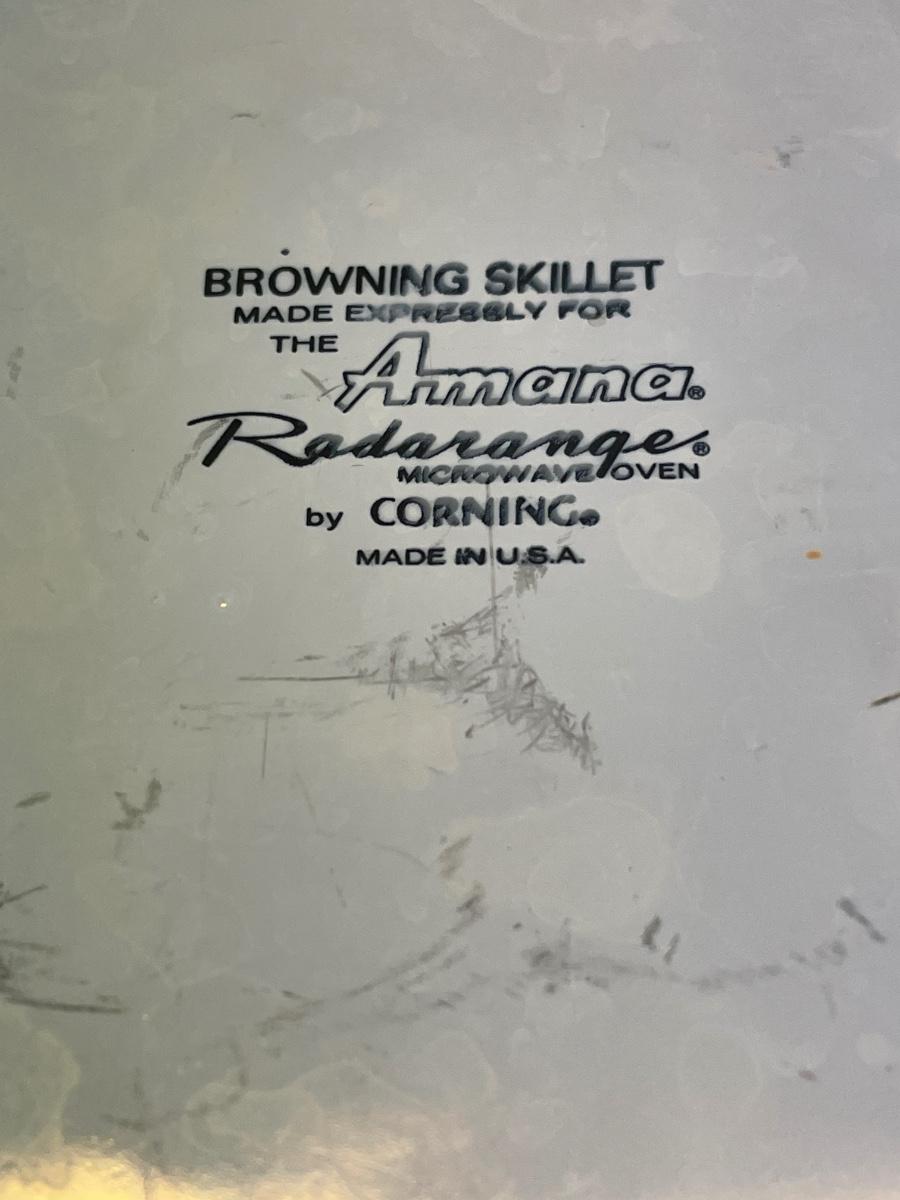 BROWNING SKILLET
MADE EXPRESSLY FOR
THE Amana®
Radarange®
MICROWAVE OVEN
by CORNING®
MADE IN U.S.A.